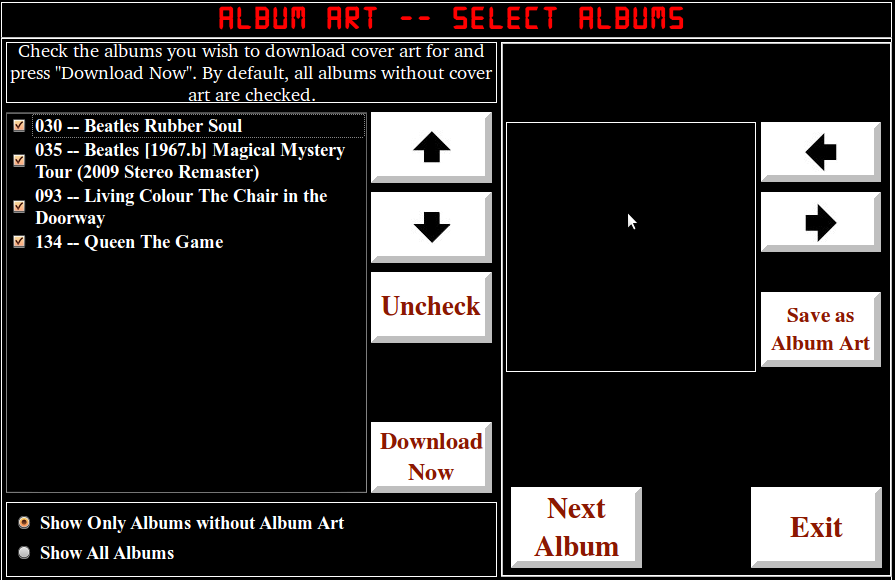 ALBUM ART -- SELECT ALBUMS
Check the albums you wish to download cover art for and
press "Download Now". By default, all albums without cover
art are checked.
030 -- Beatles Rubber Soul
035 -- Beatles [1967.b] Magical Mystery
Tour (2009 Stereo Remaster)
093 -- Living Colour The Chair in the
Doorway
134 -- Queen The Game
Uncheck
Download
Now
Show Only Albums without Album Art
Show All Albums
Save as
Album Art
Next
Album
Exit